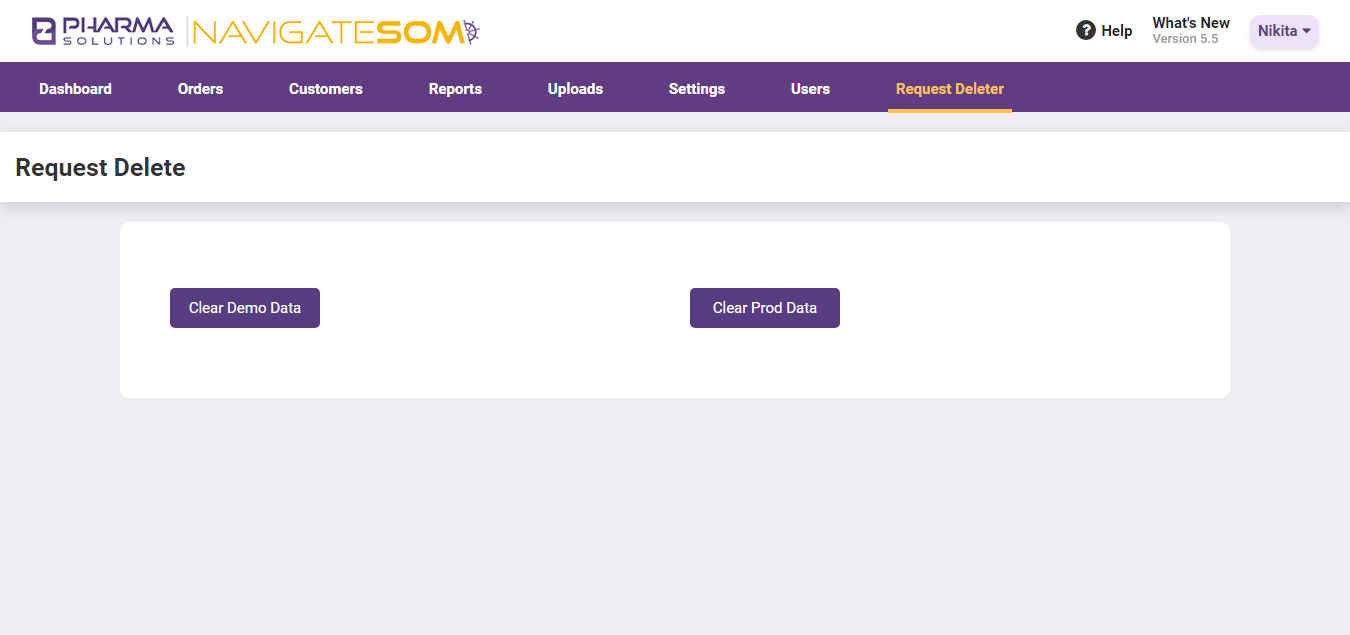 PHARMA
SOLUTIONS
NAVIGATESOM
Help
What's New
Version 5.5
Nikita
Dashboard
Orders
Customers
Reports
Uploads
Settings
Users
Request Deleter
Request Delete
Clear Demo Data
Clear Prod Data